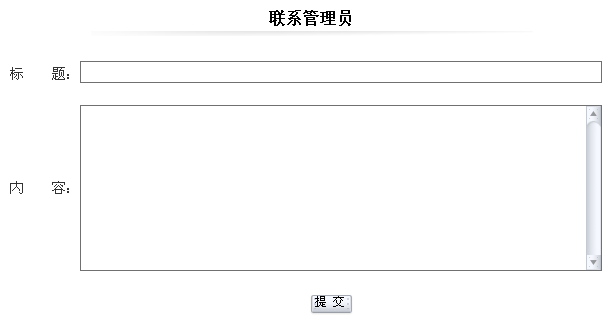 联系管理员
标 题：
内 容：
提 交